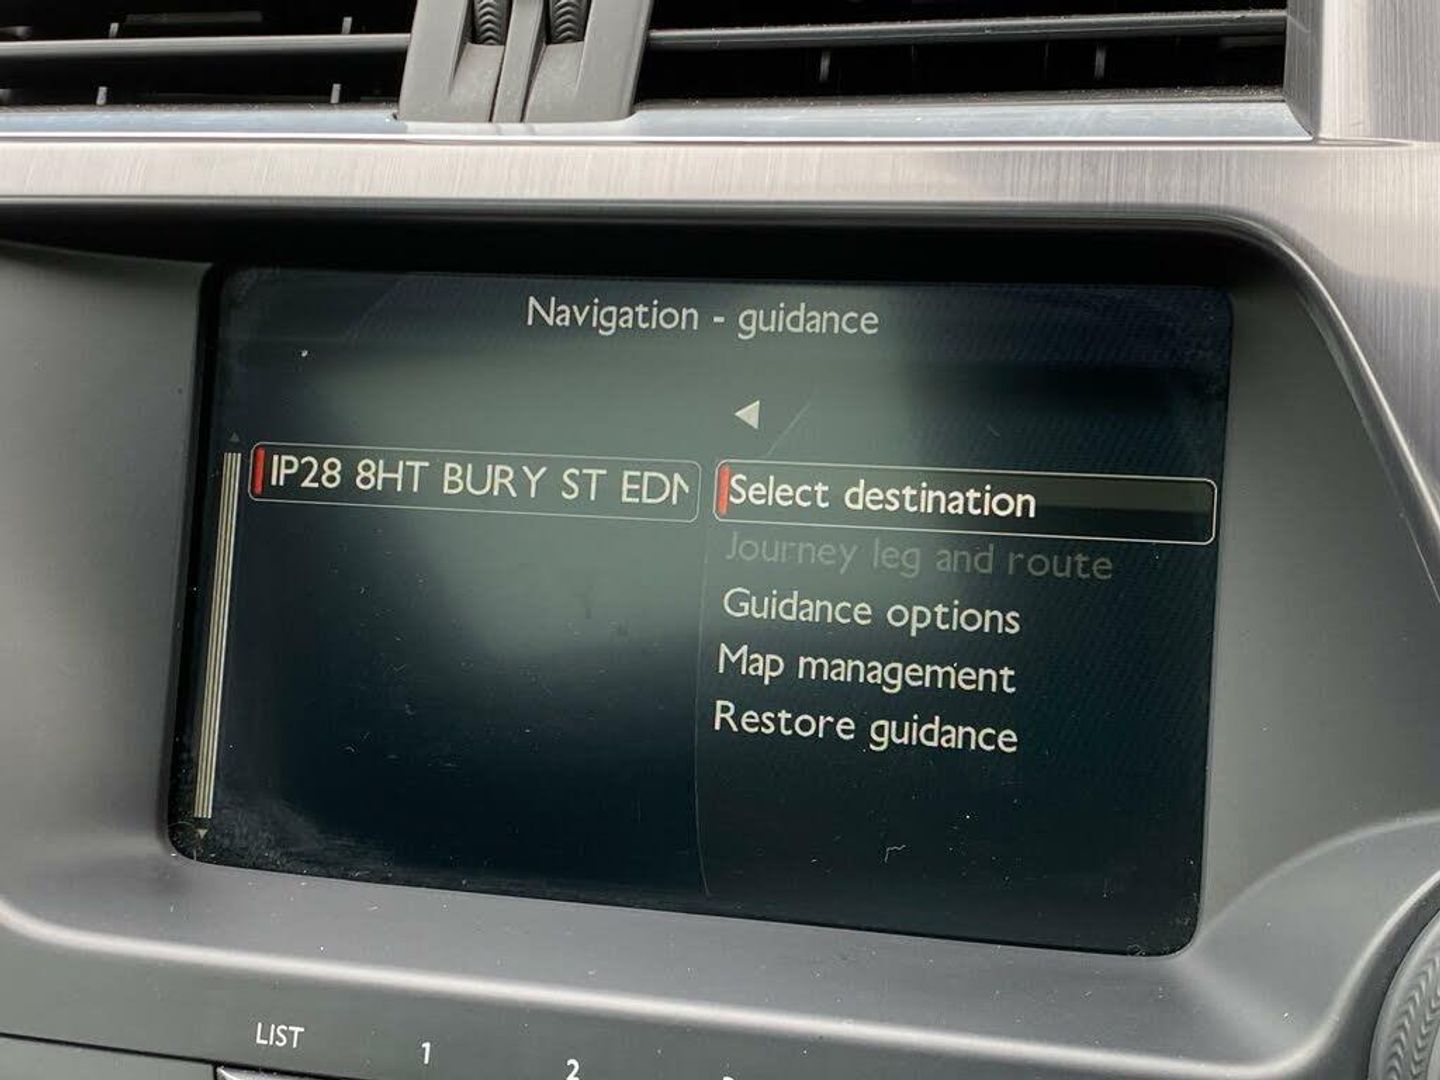 Navigation - guidance
IP28 8HT BURY ST EDM
Select destination
Journey leg and route
Guidance options
Map management
Restore guidance
LIST
1
2